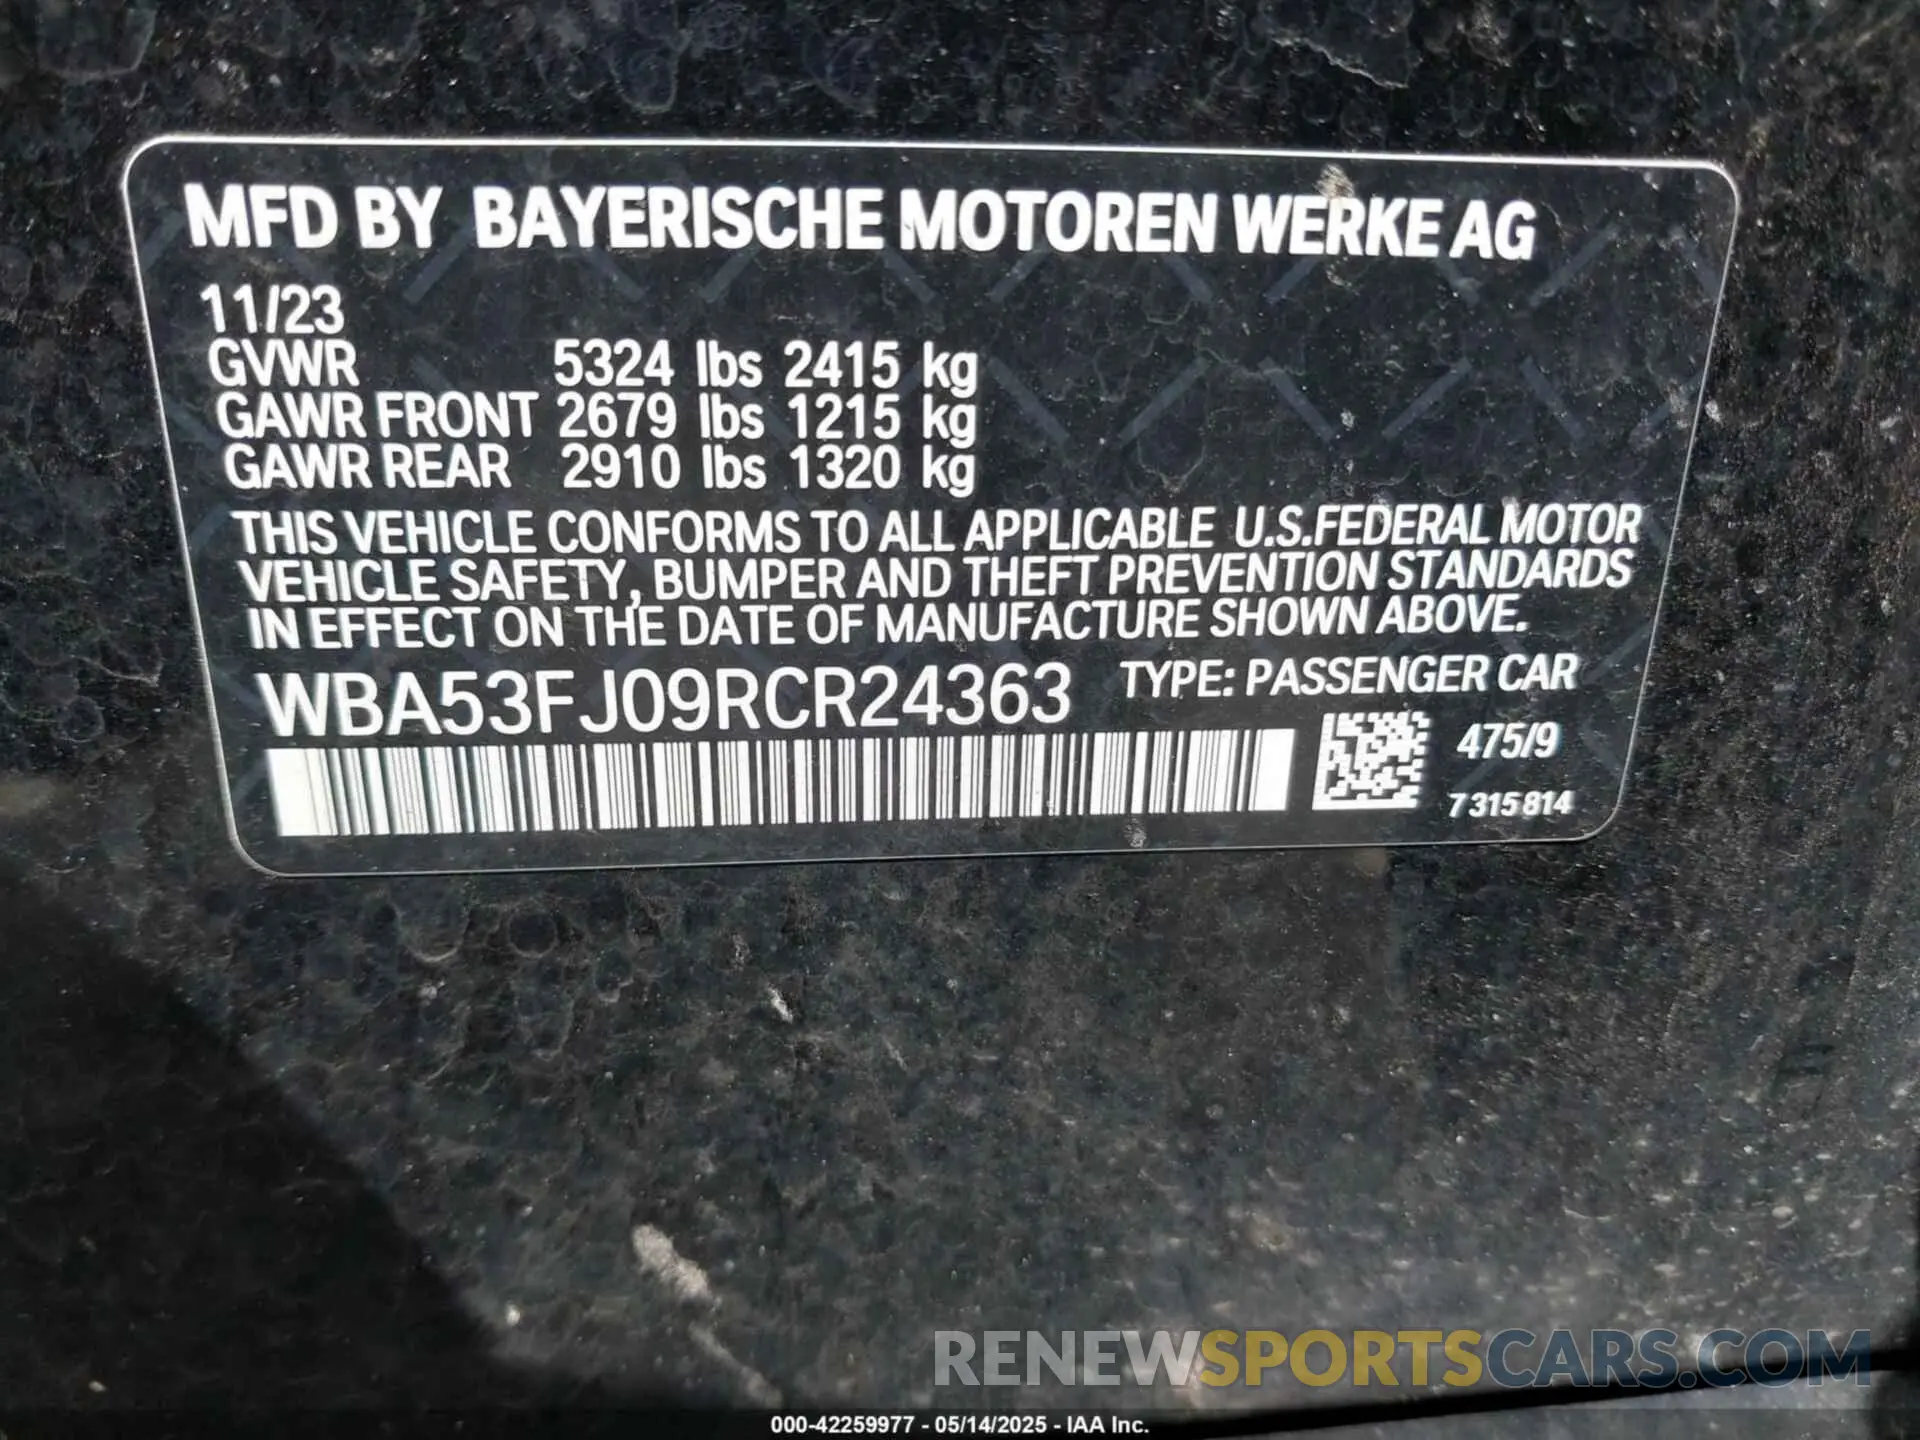 MFD BY BAYERISCHE MOTOREN WERKE AG
11/23
GVWR 5324 lbs 2415 kg
GAWR FRONT 2679 lbs 1215 kg
GAWR REAR 2910 lbs 1320 kg
THIS VEHICLE CONFORMS TO ALL APPLICABLE U.S.FEDERAL MOTOR
VEHICLE SAFETY, BUMPER AND THEFT PREVENTION STANDARDS
IN EFFECT ON THE DATE OF MANUFACTURE SHOWN ABOVE.
WBA53FJ09RCR24363 TYPE: PASSENGER CAR
475/9
7 315 814
RENEWSPORTSCARS.COM
000-42259977 - 05/14/2025 - IAA Inc.